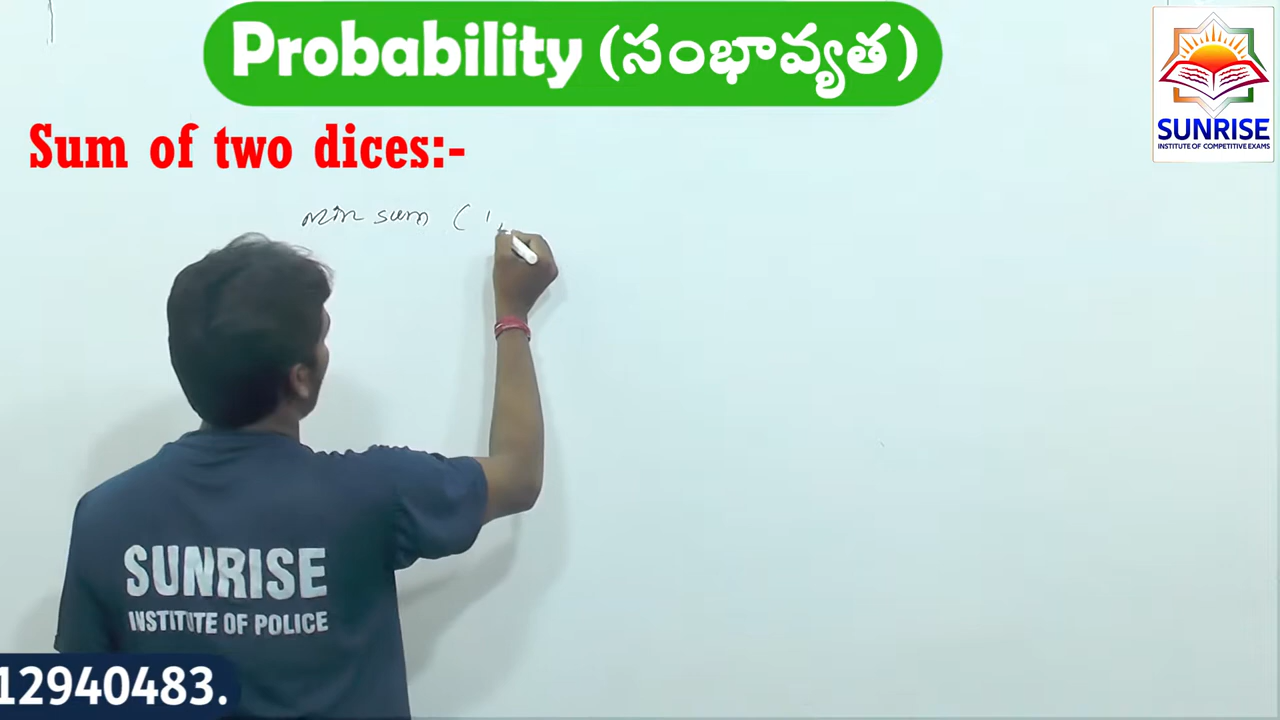 Probability (సంభావ్యత)
SUNRISE
INSTITUTE OF COMPETITIVE EXAMS
Sum of two dices:-
Min sum ( 1,
SUNRISE
INSTITUTE OF POLICE
12940483.